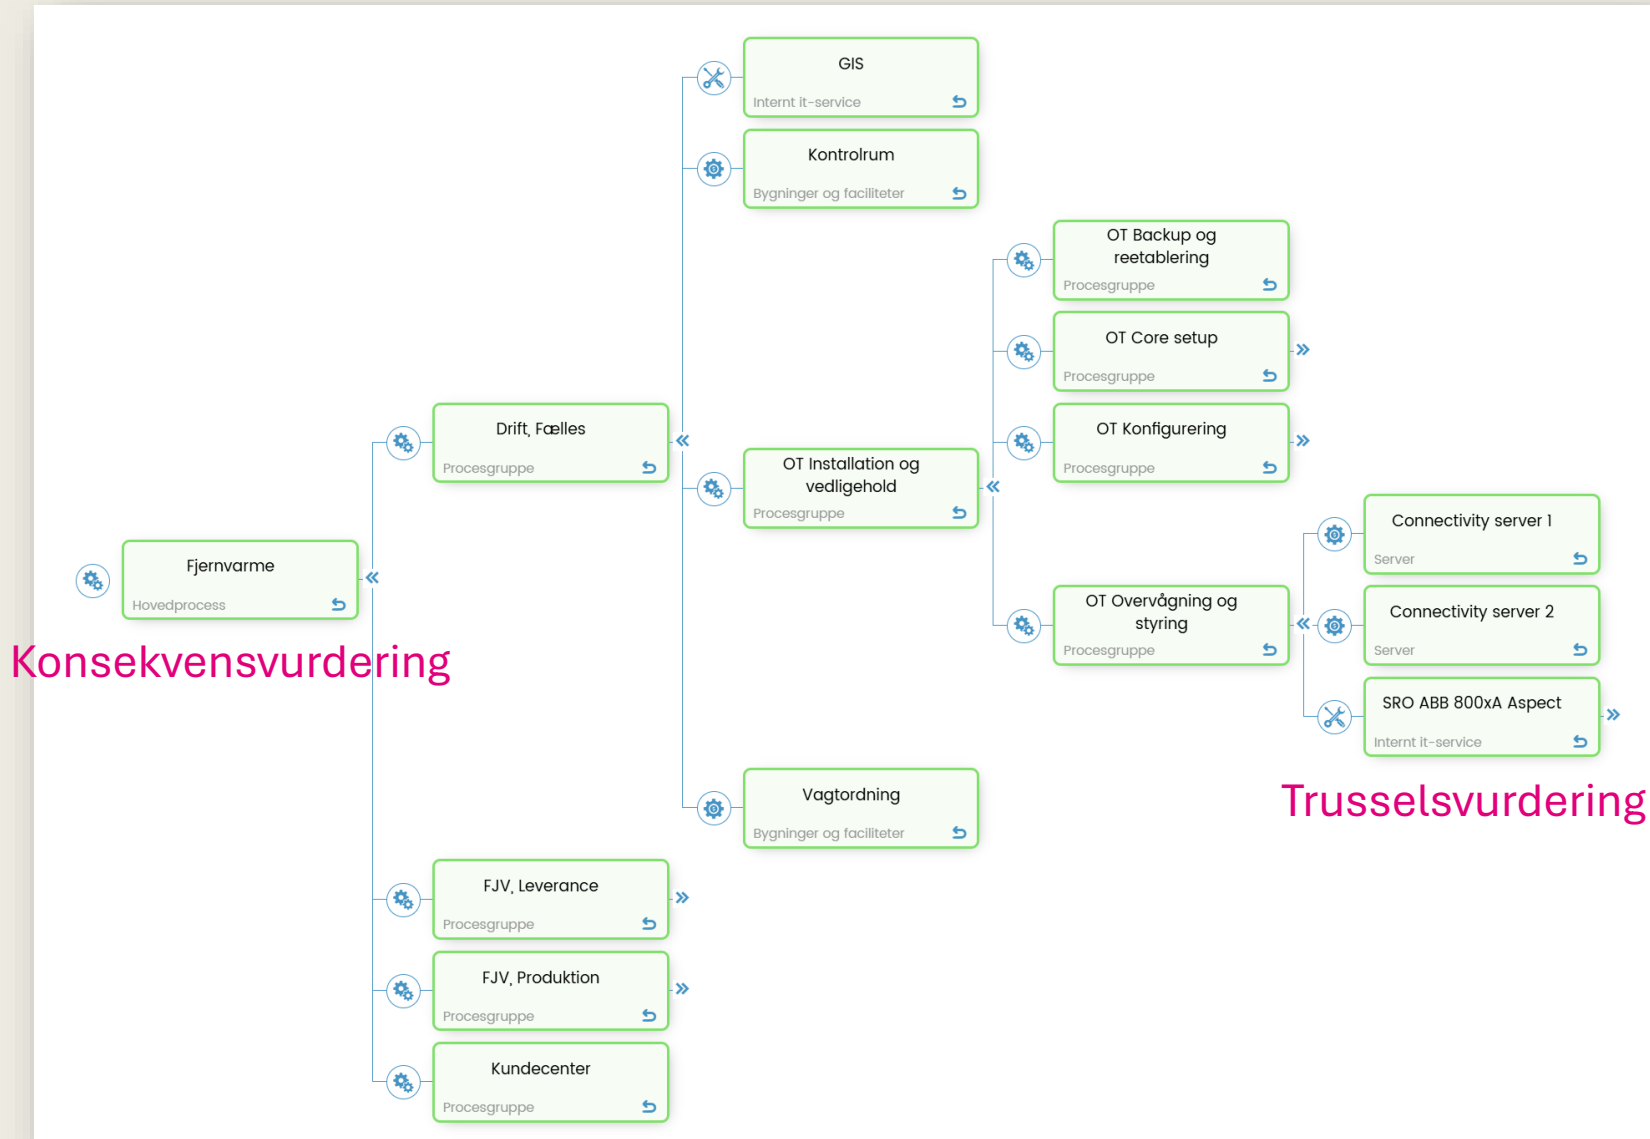 GIS
Internt it-service
Kontrolrum
Bygninger og faciliteter
OT Backup og
reetablering
Procesgruppe
OT Core setup
Procesgruppe
Drift, Fælles
Procesgruppe
OT Konfigurering
Procesgruppe
OT Installation og
vedligehold
Procesgruppe
Connectivity server 1
Server
Fjernvarme
Hovedprocess
OT Overvågning og
styring
Procesgruppe
Connectivity server 2
Server
Konsekvensvurdering
SRO ABB 800xA Aspect
Internt it-service
Trusselsvurdering
Vagtordning
Bygninger og faciliteter
FJV, Leverance
Procesgruppe
FJV, Produktion
Procesgruppe
Kundecenter
Procesgruppe